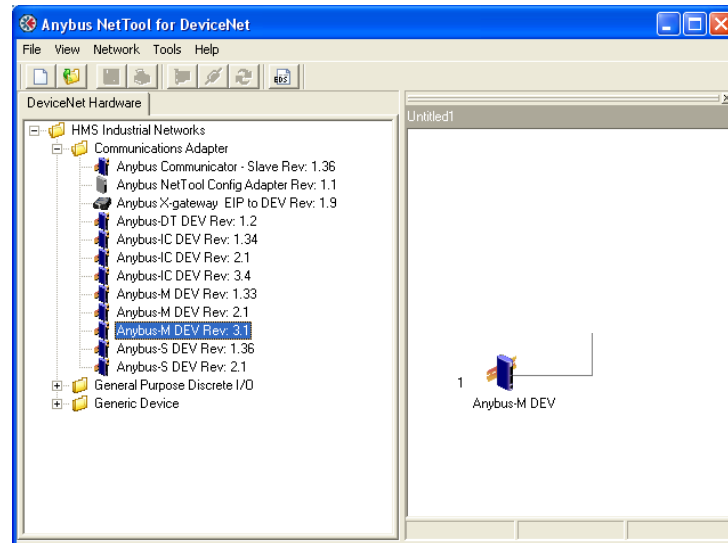 Anybus NetTool for DeviceNet
File View Network Tools Help
EDS
DeviceNet Hardware
Untitled1
HMS Industrial Networks
Communications Adapter
Anybus Communicator - Slave Rev: 1.36
Anybus NetTool Config Adapter Rev: 1.1
Anybus X-gateway EIP to DEV Rev: 1.9
Anybus-DT DEV Rev: 1.2
Anybus-IC DEV Rev: 1.34
Anybus-IC DEV Rev: 2.1
Anybus-IC DEV Rev: 3.4
Anybus-M DEV Rev: 1.33
Anybus-M DEV Rev: 2.1
Anybus-M DEV Rev: 3.1
Anybus-S DEV Rev: 1.36
Anybus-S DEV Rev: 2.1
General Purpose Discrete I/O
Generic Device
1
Anybus-M DEV